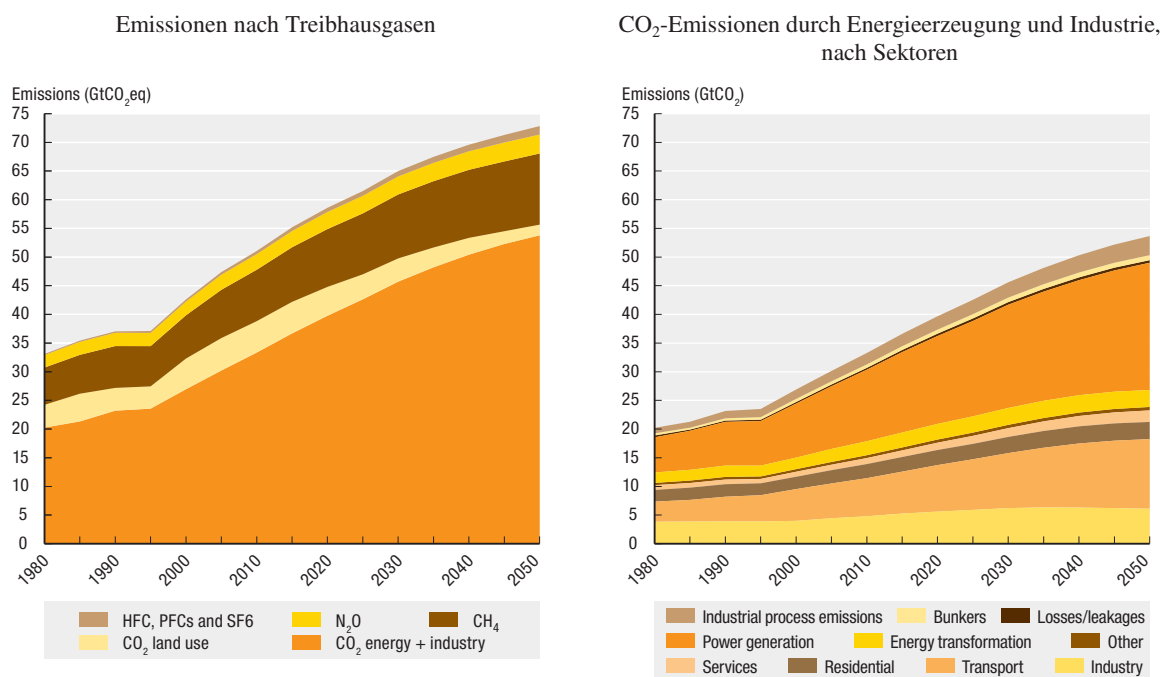 Emissionen nach Treibhausgasen
Emissions (GtCO₂eq)
75
70
65
60
55
50
45
40
35
30
25
20
15
10
5
0
1980
1990
2000
2010
2020
2030
2040
2050
HFC, PFCs and SF6
N₂O
CH₄
CO₂ land use
CO₂ energy + industry
CO₂-Emissionen durch Energieerzeugung und Industrie,
nach Sektoren
Emissions (GtCO₂)
75
70
65
60
55
50
45
40
35
30
25
20
15
10
5
0
1980
1990
2000
2010
2020
2030
2040
2050
Industrial process emissions
Bunkers
Losses/leakages
Power generation
Energy transformation
Other
Services
Residential
Transport
Industry